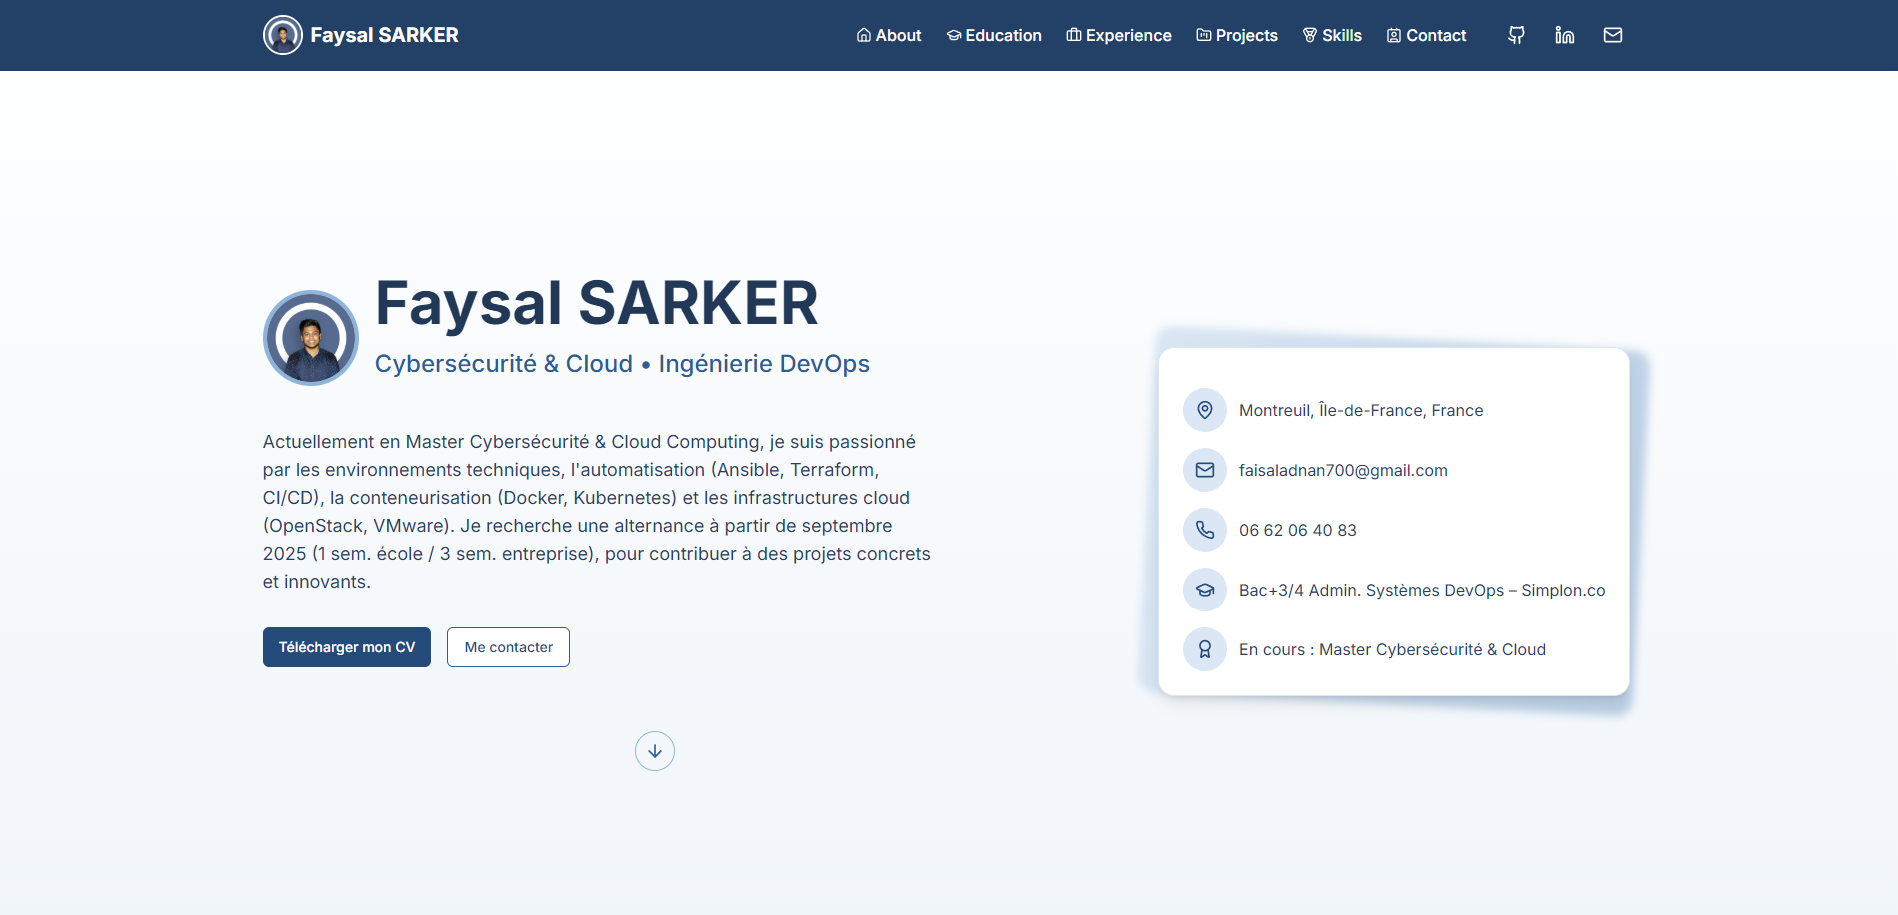 Faysal SARKER
About
Education
Experience
Projects
Skills
Contact
Faysal SARKER
Cybersécurité & Cloud • Ingénierie DevOps
Actuellement en Master Cybersécurité & Cloud Computing, je suis passionné
par les environnements techniques, l'automatisation (Ansible, Terraform,
CI/CD), la conteneurisation (Docker, Kubernetes) et les infrastructures cloud
(OpenStack, VMware). Je recherche une alternance à partir de septembre
2025 (1 sem. école / 3 sem. entreprise), pour contribuer à des projets concrets
et innovants.
Télécharger mon CV
Me contacter
Montreuil, Île-de-France, France
faisaladnan700@gmail.com
06 62 06 40 83
Bac+3/4 Admin. Systèmes DevOps – Simplon.co
En cours : Master Cybersécurité & Cloud